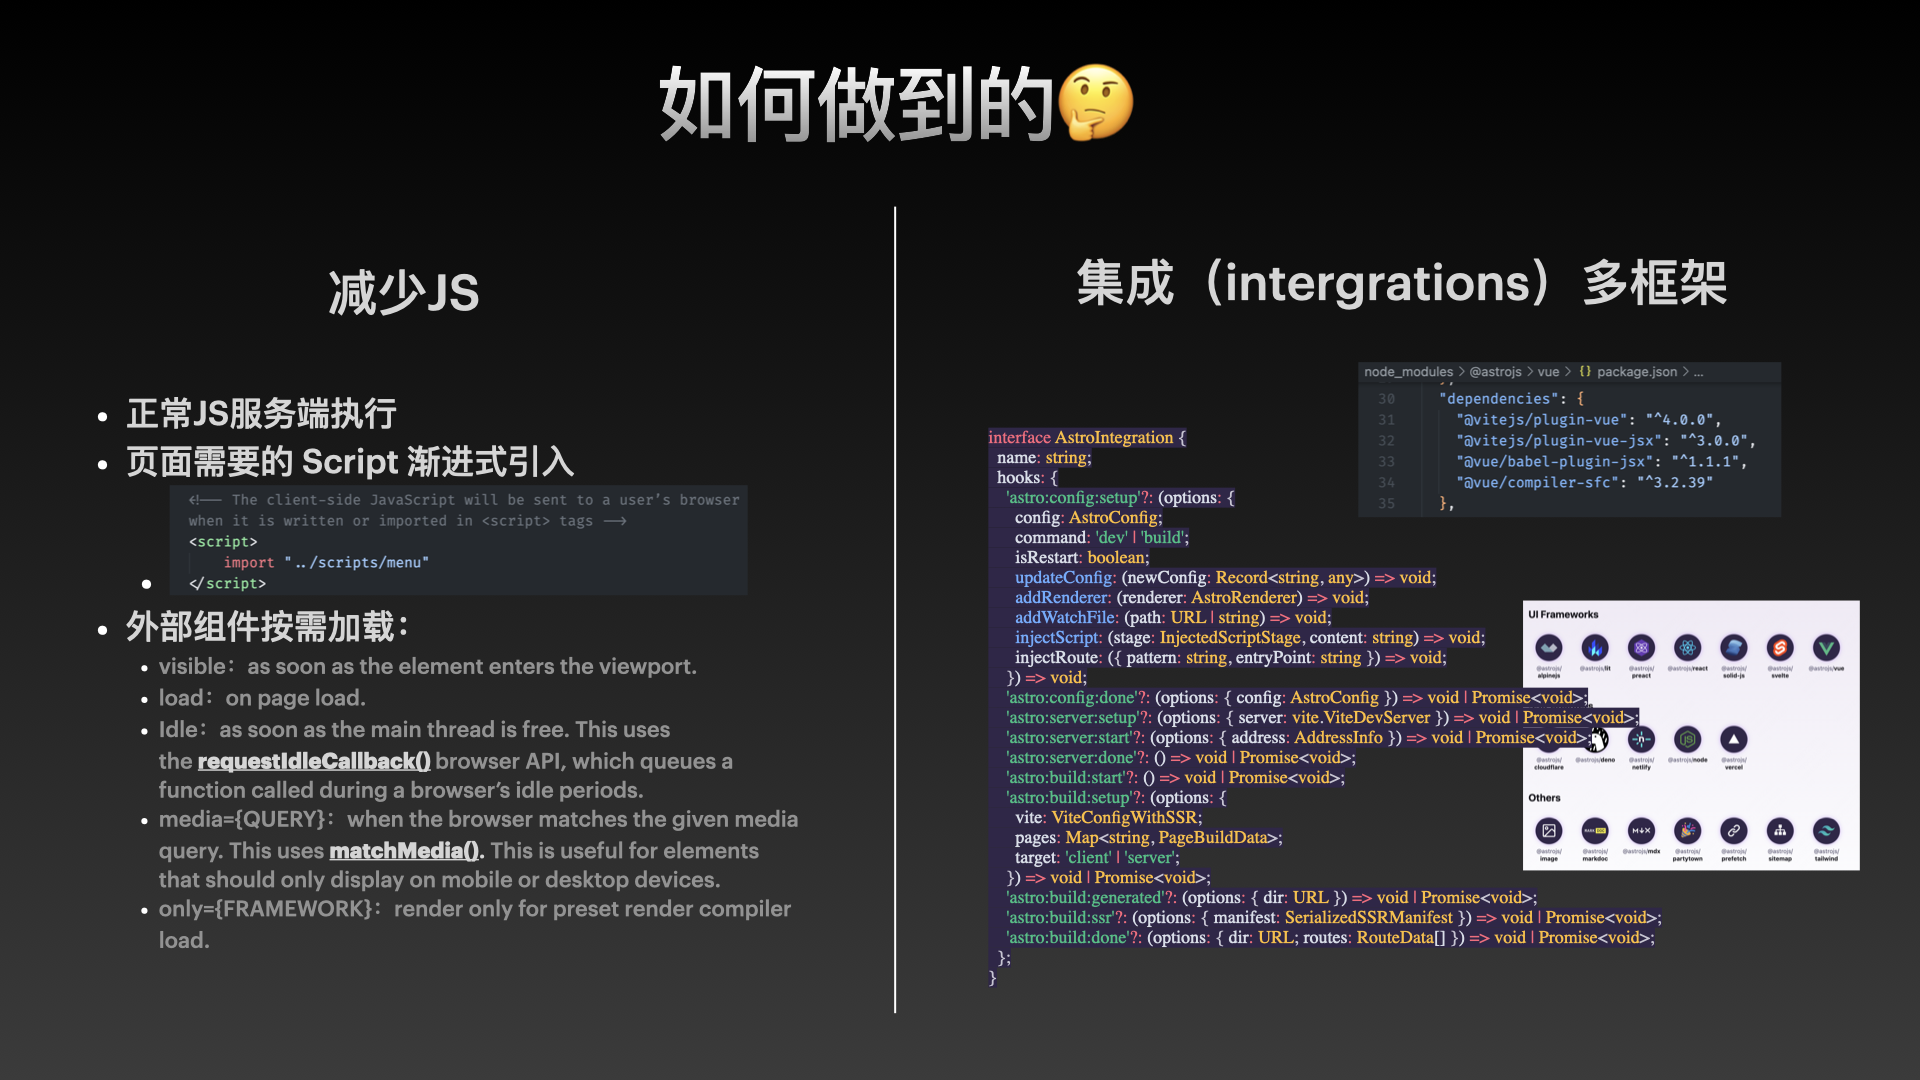 如何做到的🤔
减少JS
正常JS服务端执行
页面需要的 Script 渐进式引入
<!—— The client-side JavaScript will be sent to a user's browser
when it is written or imported in <script> tags ——>
<script>
import "../scripts/menu"
</script>
外部组件按需加载：
visible：as soon as the element enters the viewport.
load：on page load.
Idle：as soon as the main thread is free. This uses
the requestIdleCallback() browser API, which queues a
function called during a browser’s idle periods.
media={QUERY}：when the browser matches the given media
query. This uses matchMedia(). This is useful for elements
that should only display on mobile or desktop devices.
only={FRAMEWORK}：render only for preset render compiler
load.
集成（intergrations）多框架
node_modules > @astrojs > vue > {} package.json > ...
30 "dependencies": {
31 "@vitejs/plugin-vue": "^4.0.0",
32 "@vitejs/plugin-vue-jsx": "^3.0.0",
33 "@vue/babel-plugin-jsx": "^1.1.1",
34 "@vue/compiler-sfc": "^3.2.39"
35 },
interface AstroIntegration {
name: string;
hooks: {
'astro:config:setup'?: (options: {
config: AstroConfig;
command: 'dev' | 'build';
isRestart: boolean;
updateConfig: (newConfig: Record<string, any>) => void;
addRenderer: (renderer: AstroRenderer) => void;
addWatchFile: (path: URL | string) => void;
injectScript: (stage: InjectedScriptStage, content: string) => void;
injectRoute: ({ pattern: string, entryPoint: string }) => void;
}) => void;
'astro:config:done'?: (options: { config: AstroConfig }) => void | Promise<void>;
'astro:server:setup'?: (options: { server: vite.ViteDevServer }) => void | Promise<void>;
'astro:server:start'?: (options: { address: AddressInfo }) => void | Promise<void>;
'astro:server:done'?: () => void | Promise<void>;
'astro:build:start'?: () => void | Promise<void>;
'astro:build:setup'?: (options: {
vite: ViteConfigWithSSR;
pages: Map<string, PageBuildData>;
target: 'client' | 'server';
}) => void | Promise<void>;
'astro:build:generated'?: (options: { dir: URL }) => void | Promise<void>;
'astro:build:ssr'?: (options: { manifest: SerializedSSRManifest }) => void | Promise<void>;
'astro:build:done'?: (options: { dir: URL; routes: RouteData[] }) => void | Promise<void>;
};
}
UI Frameworks
@astrojs/alpinejs @astrojs/lit @astrojs/preact @astrojs/react @astrojs/solid-js @astrojs/svelte @astrojs/vue
@astrojs/cloudflare @astrojs/deno @astrojs/netlify @astrojs/node @astrojs/vercel
Others
@astrojs/image @astrojs/markdoc @astrojs/mdx @astrojs/partytown @astrojs/prefetch @astrojs/sitemap @astrojs/tailwind